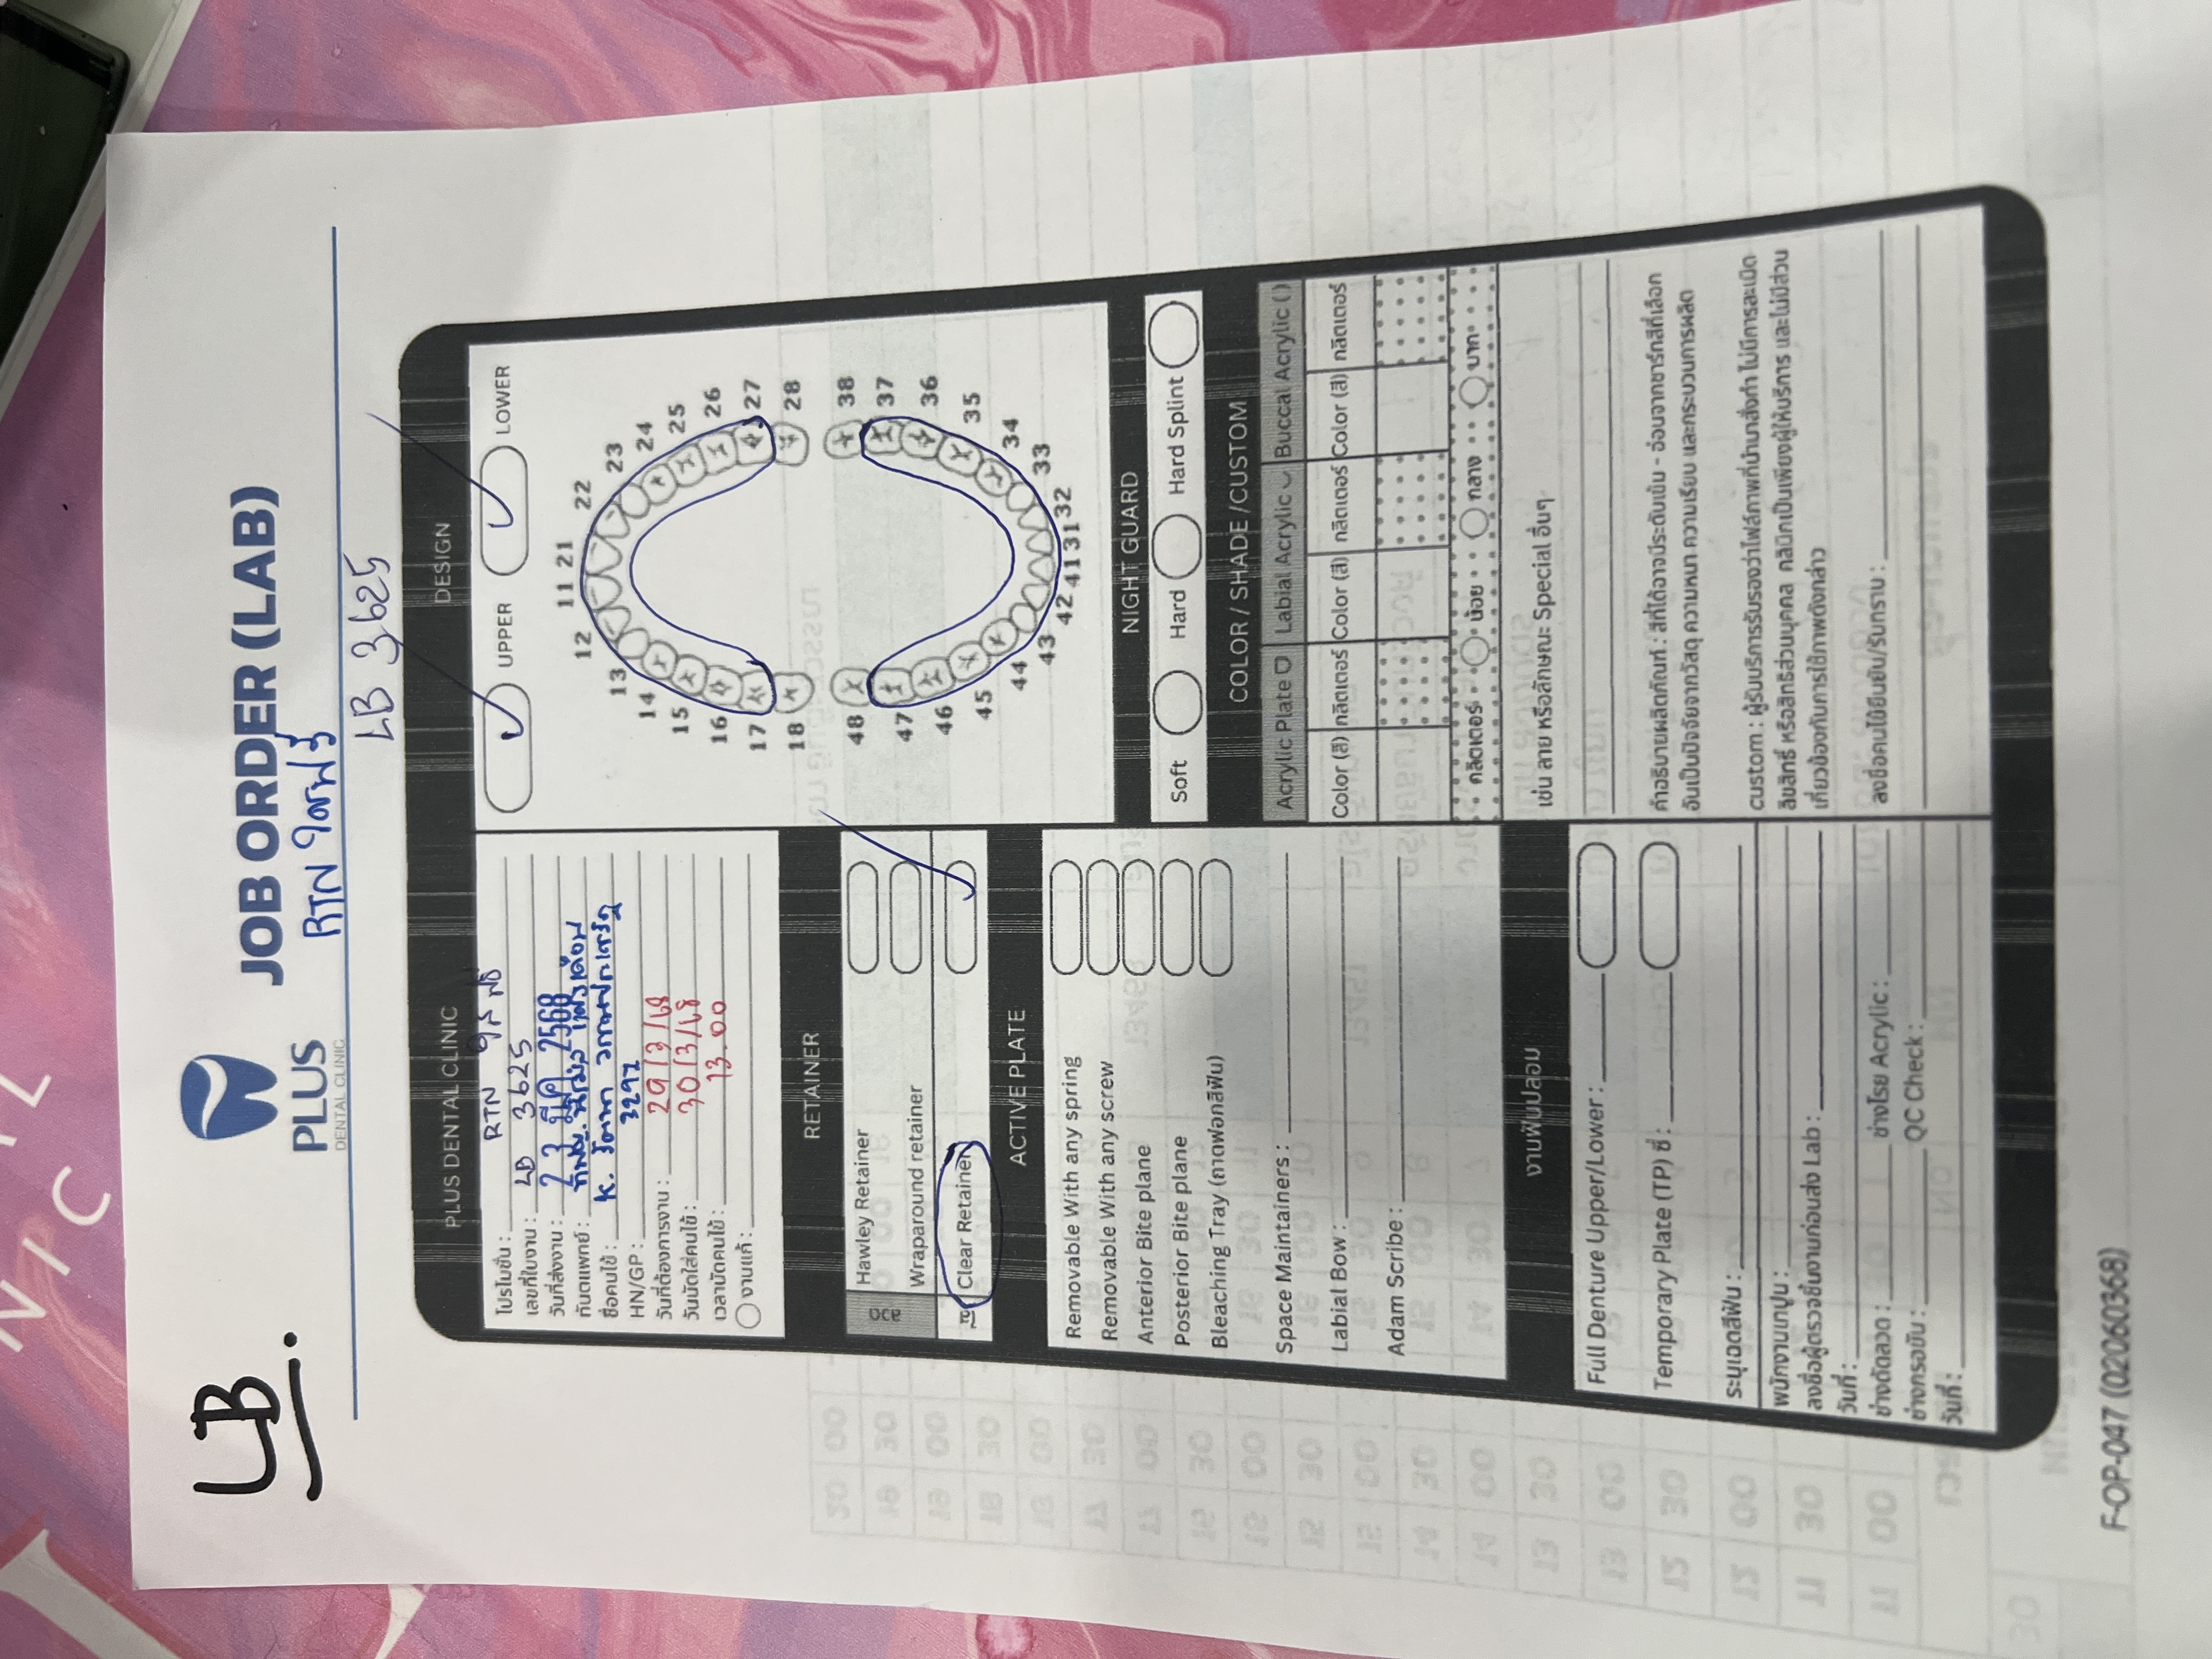 LB.
PLUS
DENTAL CLINIC
JOB ORDER (LAB)
RTN ใสฟรี
LB 3625
PLUS DENTAL CLINIC
โปรโมชั่น : RTN ใสฟรี
เลขที่ใบงาน : LB 3625
วันที่ส่งงาน : 23 มี.ค. 2568
ทันตแพทย์ :
ชื่อคนไข้ : K.
HN/GP : 3297
วันที่ต้องการงาน : 29/3/68
วันนัดใส่คนไข้ : 30/3/68
เวลานัดคนไข้ : 13.00
งานแก้ :
RETAINER
ลวด
Hawley Retainer
Wraparound retainer
ใส
Clear Retainer
ACTIVE PLATE
Removable With any spring
Removable With any screw
Anterior Bite plane
Posterior Bite plane
Bleaching Tray (ถาดฟอกสีฟัน)
Space Maintainers :
Labial Bow :
Adam Scribe :
งานฟันปลอม
Full Denture Upper/Lower :
Temporary Plate (TP) ซี่ :
ระบุเฉดสีฟัน :
พนักงานเทปูน :
ลงชื่อผู้ตรวจชิ้นงานก่อนส่ง Lab :
วันที่ :
ช่างดัดลวด : ช่างโรย Acrylic :
ช่างกรอขัด : QC Check :
วันที่ :
DESIGN
UPPER LOWER
11 21
12 22
13 23
14 24
15 25
16 26
17 27
18 28
48 38
47 37
46 36
45 35
44 34
43 33
42 41 31 32
NIGHT GUARD
Soft Hard Hard Splint
COLOR / SHADE /CUSTOM
Acrylic Plate Labial Acrylic Buccal Acrylic ()
Color (สี) กลิตเตอร์ Color (สี) กลิตเตอร์ Color (สี) กลิตเตอร์
กลิตเตอร์ น้อย กลาง มาก
เช่น ลาย หรือลักษณะ Special อื่นๆ
คำอธิบายผลิตภัณฑ์ : สีที่ได้อาจมีระดับเข้ม - อ่อนจากชาร์ทสีที่เลือก
อันเป็นปัจจัยจากวัสดุ ความหนา ความเรียบ และกระบวนการผลิต
custom : ผู้รับบริการรับรองว่าไฟล์ภาพที่นำมาสั่งทำ ไม่มีการละเมิด
ลิขสิทธิ์ หรือสิทธิ์ส่วนบุคคล คลินิกเป็นเพียงผู้ให้บริการ และไม่มีส่วน
เกี่ยวข้องกับการใช้ภาพดังกล่าว
ลงชื่อคนไข้ยืนยัน/รับทราบ :
F-OP-047 (02060368)